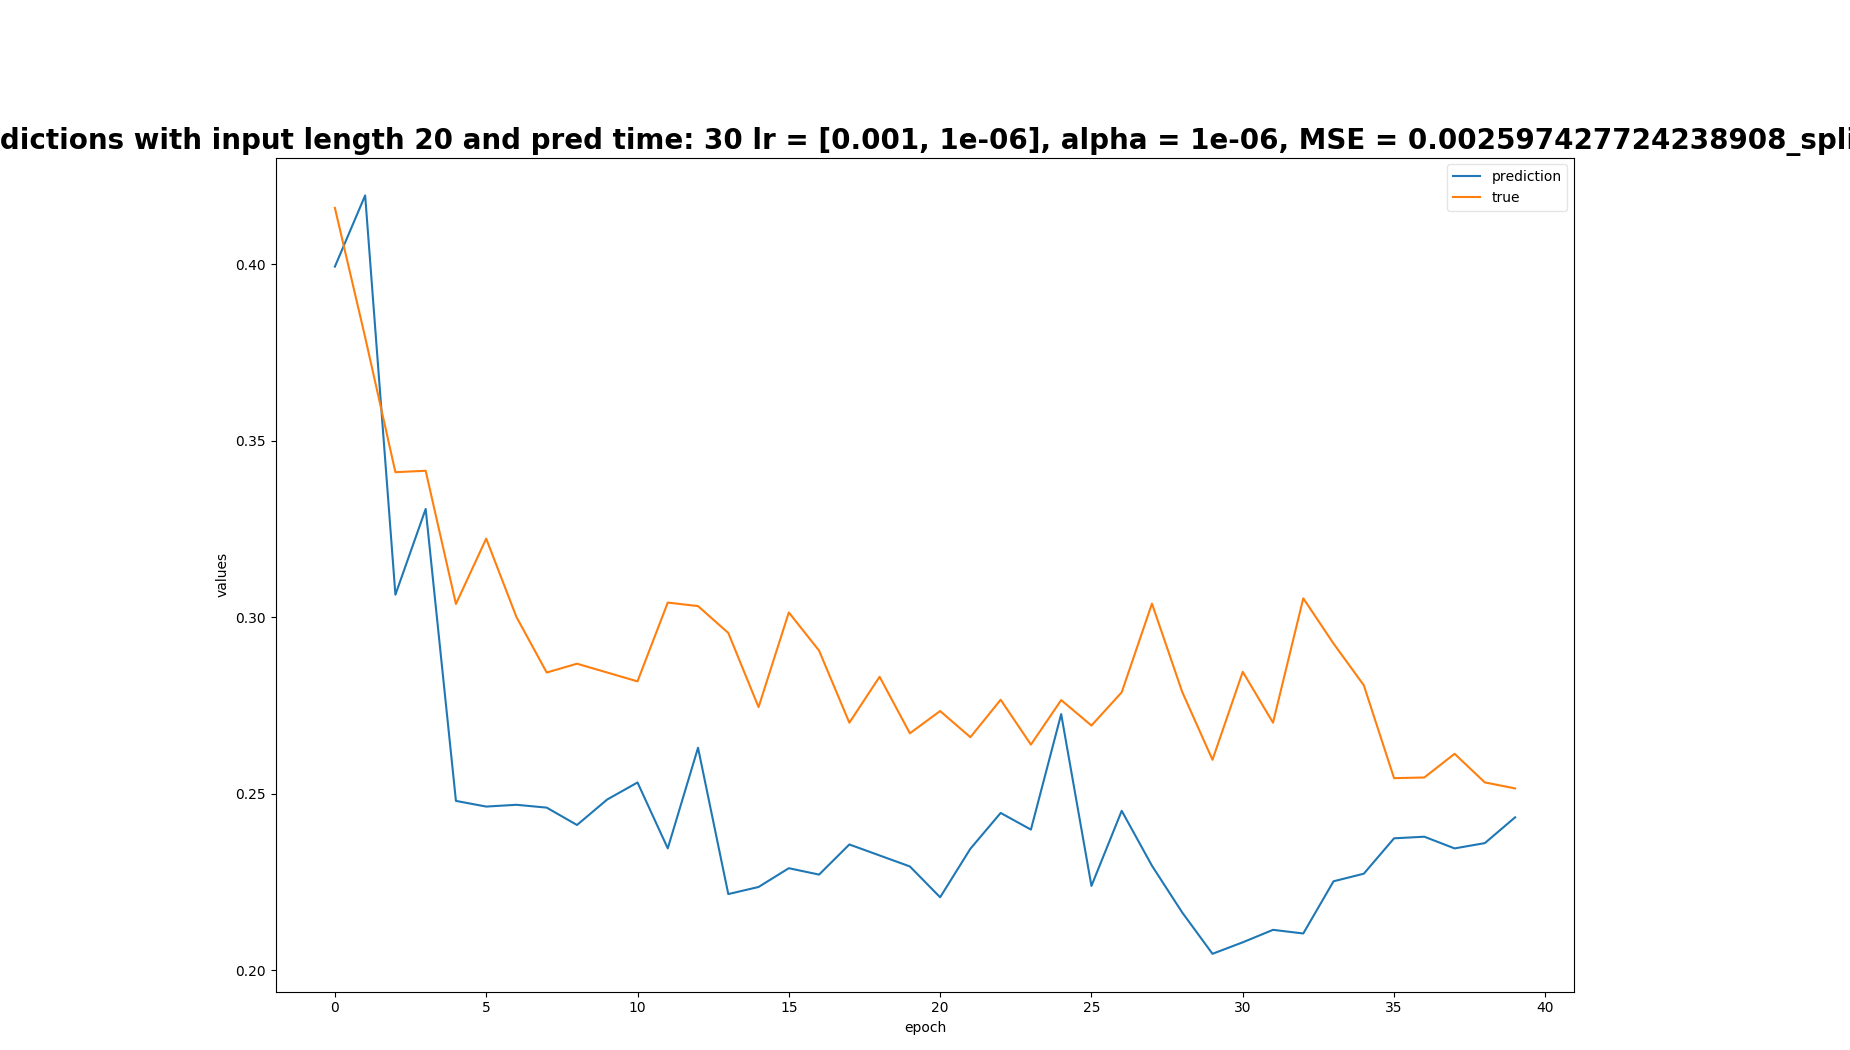 dictions with input length 20 and pred time: 30 lr = [0.001, 1e-06], alpha = 1e-06, MSE = 0.002597427724238908_spli
prediction
true
0.40
0.35
0.30
0.25
0.20
values
0 5 10 15 20 25 30 35 40
epoch